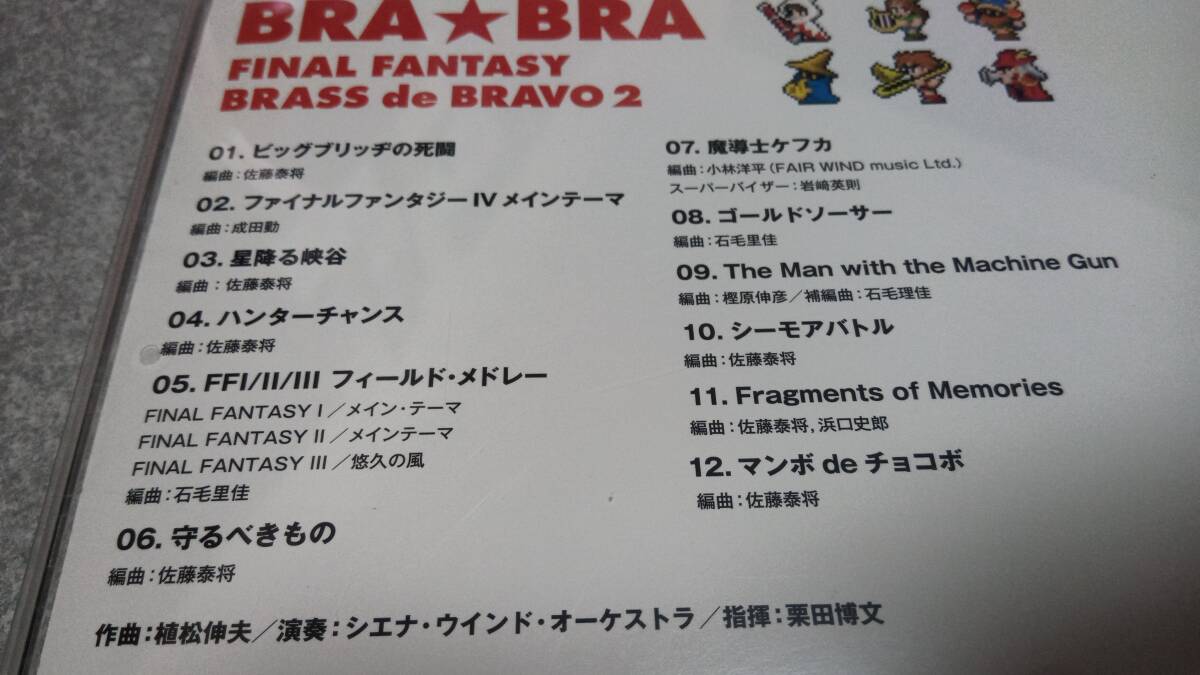 BRA★BRA
FINAL FANTASY
BRASS de BRAVO 2
01. ビッグブリッヂの死闘
編曲：佐藤泰将
02. ファイナルファンタジーIV メインテーマ
編曲：成田勤
03. 星降る峡谷
編曲：佐藤泰将
04. ハンターチャンス
編曲：佐藤泰将
05. FFI/II/III フィールド・メドレー
FINAL FANTASY I／メイン・テーマ
FINAL FANTASY II／メインテーマ
FINAL FANTASY III／悠久の風
編曲：石毛里佳
06. 守るべきもの
編曲：佐藤泰将
07. 魔導士ケフカ
編曲：小林洋平（FAIR WIND music Ltd.）
スーパーバイザー：岩崎英則
08. ゴールドソーサー
編曲：石毛里佳
09. The Man with the Machine Gun
編曲：樫原伸彦／補編曲：石毛理佳
10. シーモアバトル
編曲：佐藤泰将
11. Fragments of Memories
編曲：佐藤泰将, 浜口史郎
12. マンボ de チョコボ
編曲：佐藤泰将
作曲：植松伸夫／演奏：シエナ・ウインド・オーケストラ／指揮：栗田博文